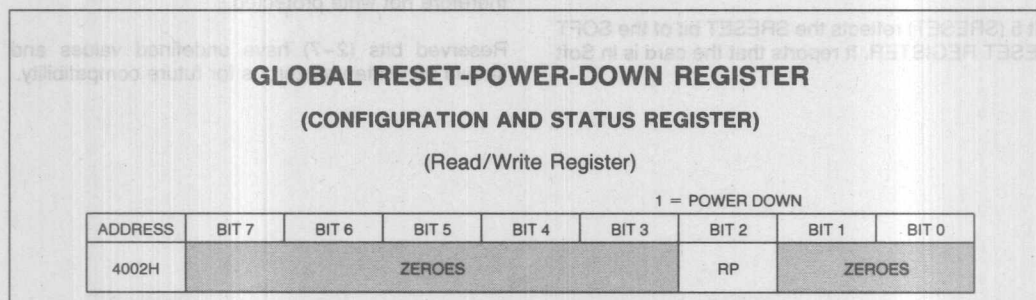 GLOBAL RESET-POWER-DOWN REGISTER
(CONFIGURATION AND STATUS REGISTER)
(Read/Write Register)
1 = POWER DOWN
ADDRESS BIT 7 BIT 6 BIT 5 BIT 4 BIT 3 BIT 2 BIT 1 BIT 0
4002H ZEROES RP ZEROES